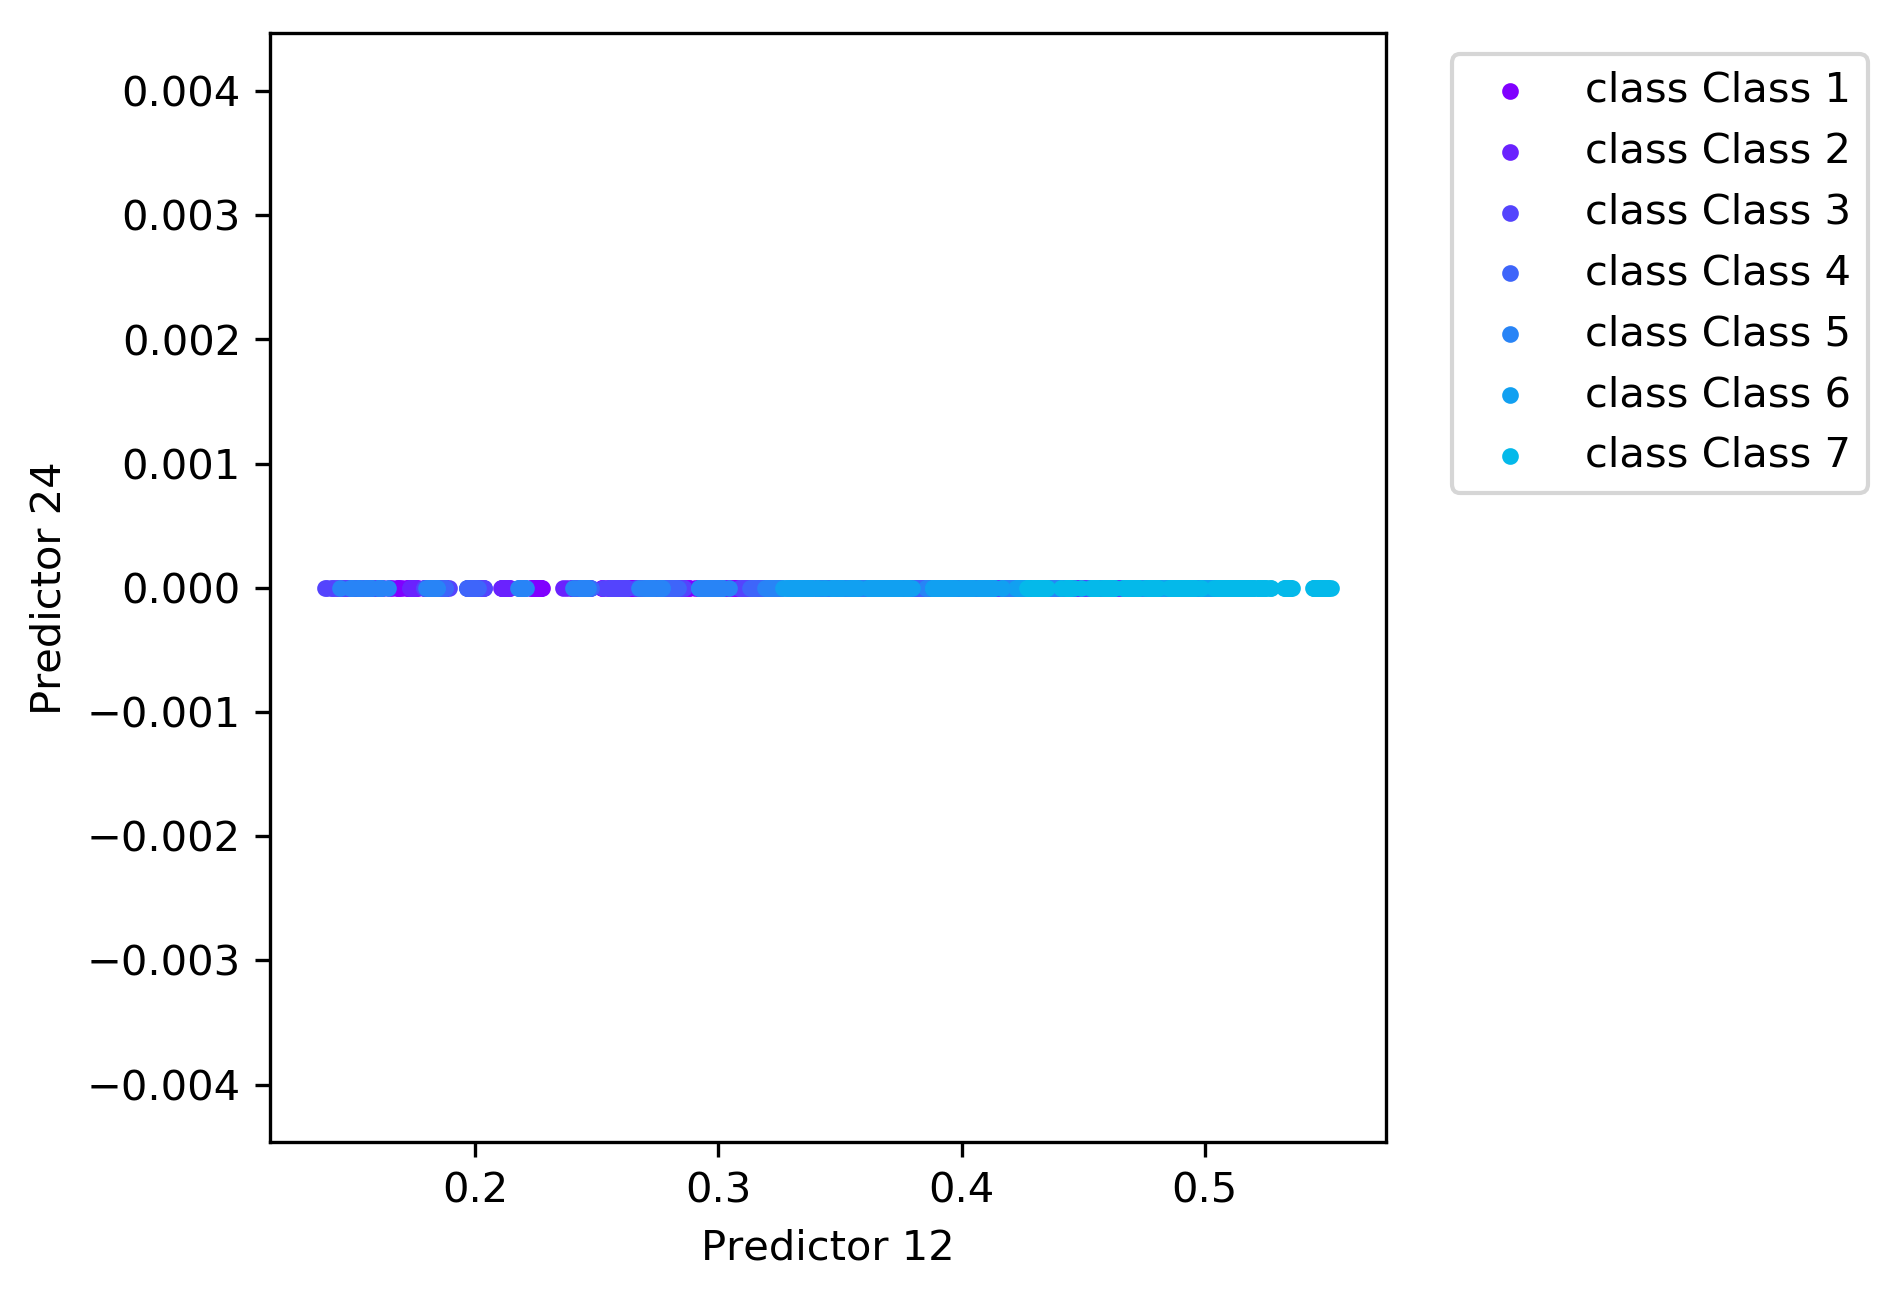 0.004
0.003
0.002
0.001
0.000
−0.001
−0.002
−0.003
−0.004
Predictor 24
0.2
0.3
0.4
0.5
Predictor 12
class Class 1
class Class 2
class Class 3
class Class 4
class Class 5
class Class 6
class Class 7